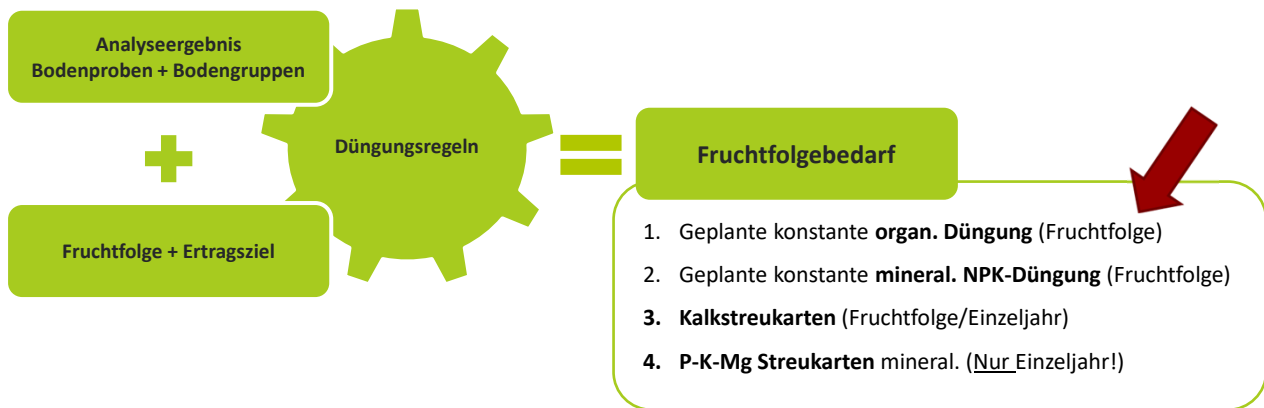 Analyseergebnis
Bodenproben + Bodengruppen
+
Fruchtfolge + Ertragsziel
Düngungsregeln
=
Fruchtfolgebedarf
1. Geplante konstante organ. Düngung (Fruchtfolge)
2. Geplante konstante mineral. NPK-Düngung (Fruchtfolge)
3. Kalkstreukarten (Fruchtfolge/Einzeljahr)
4. P-K-Mg Streukarten mineral. (Nur Einzeljahr!)